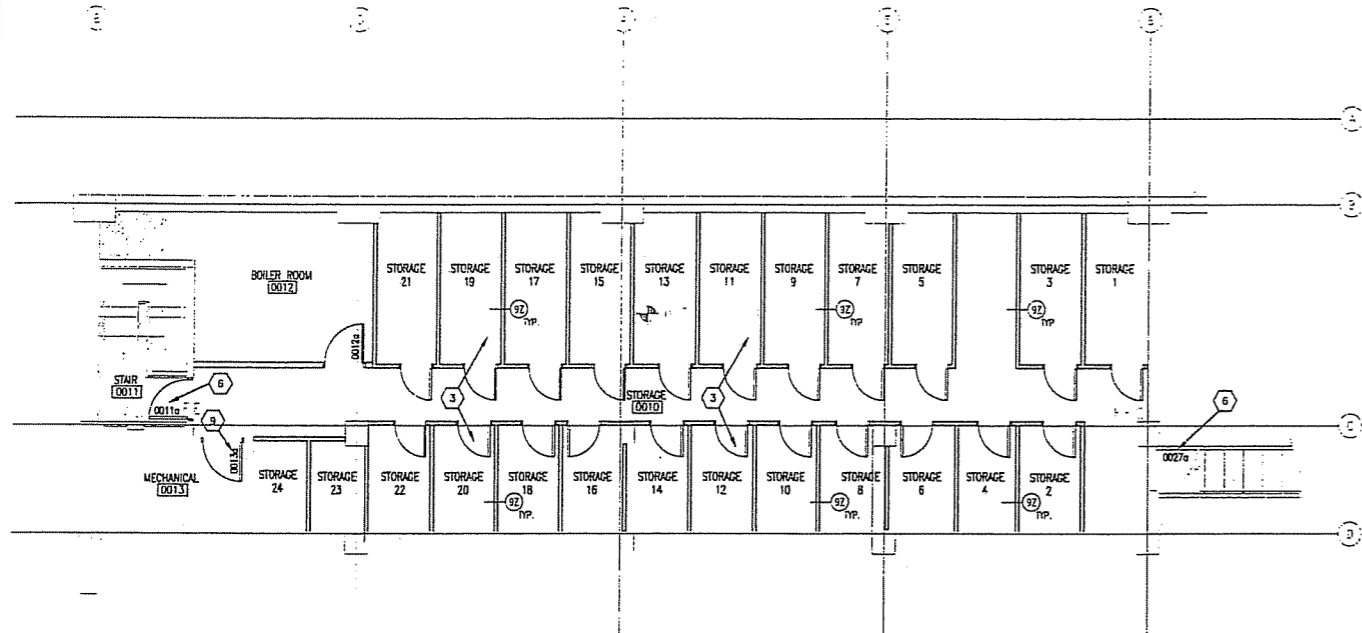 A
B
BOILER ROOM
0012
STORAGE
21
STORAGE
19
STORAGE
17
STORAGE
15
STORAGE
13
STORAGE
11
STORAGE
9
STORAGE
7
STORAGE
5
STORAGE
3
STORAGE
1
9Z
TYP.
TYP
9Z
TYP
0012a
STAIR
0011
6
0011a
9
3
STORAGE
0010
3
6
C
0027a
MECHANICAL
0013
0013a
STORAGE
24
STORAGE
23
STORAGE
22
STORAGE
20
STORAGE
18
STORAGE
16
STORAGE
14
STORAGE
12
STORAGE
10
STORAGE
8
STORAGE
6
STORAGE
4
STORAGE
2
9Z
TYP.
9Z
TYP.
9Z
TYP.